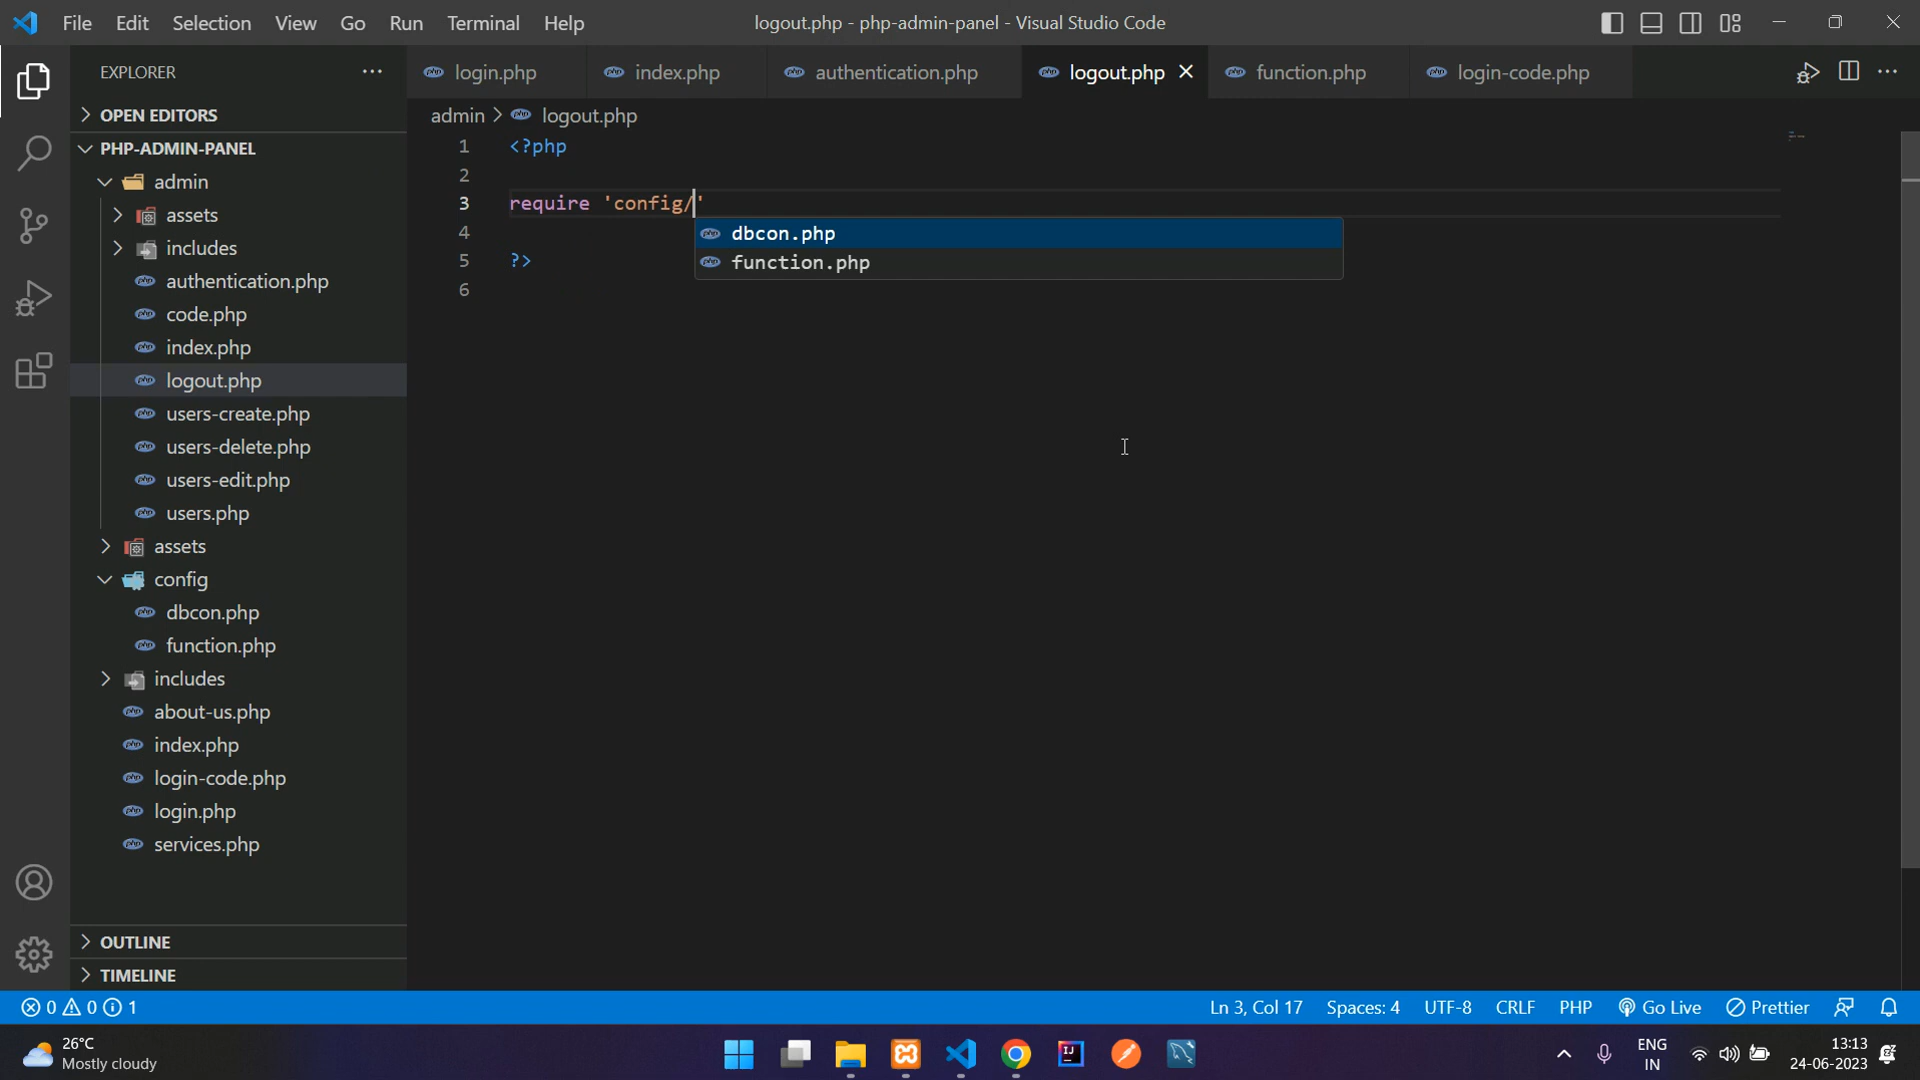 File Edit Selection View Go Run Terminal Help
logout.php - php-admin-panel - Visual Studio Code
EXPLORER
login.php index.php authentication.php logout.php function.php login-code.php
OPEN EDITORS
PHP-ADMIN-PANEL
admin
assets
includes
authentication.php
code.php
index.php
logout.php
users-create.php
users-delete.php
users-edit.php
users.php
assets
config
dbcon.php
function.php
includes
about-us.php
index.php
login-code.php
login.php
services.php
OUTLINE
TIMELINE
admin > logout.php
1 <?php
2
3 require 'config/'
dbcon.php
function.php
4
5 ?>
6
0 0 1
Ln 3, Col 17 Spaces: 4 UTF-8 CRLF PHP Go Live Prettier
26°C
Mostly cloudy
ENG
IN
13:13
24-06-2023